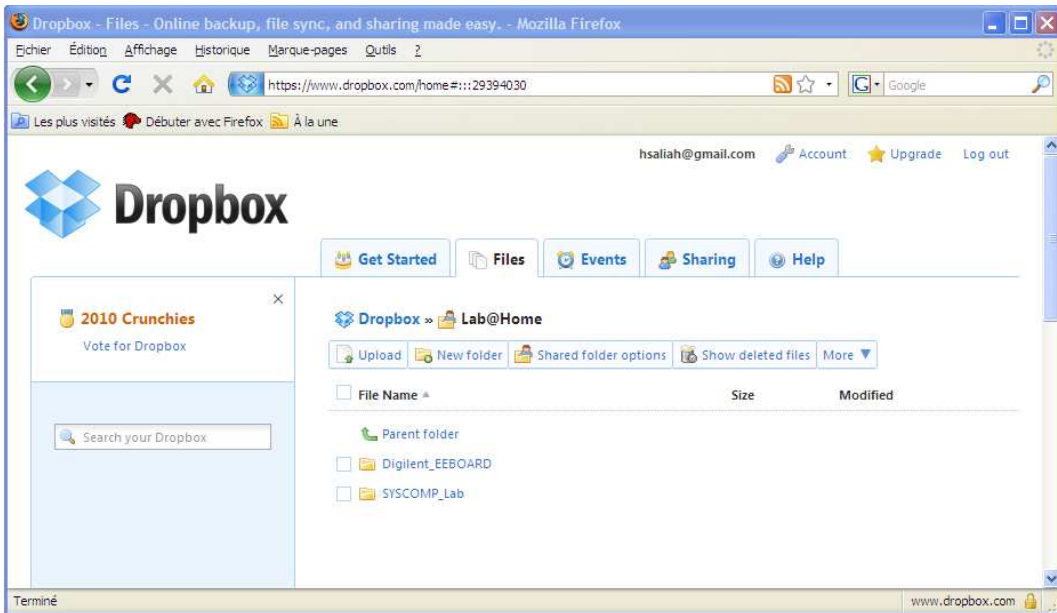 Dropbox - Files - Online backup, file sync, and sharing made easy. - Mozilla Firefox
Fichier Édition Affichage Historique Marque-pages Outils ?
https://www.dropbox.com/home#:::29394030 G Google
Les plus visités Débuter avec Firefox À la une
hsaliah@gmail.com Account Upgrade Log out
Dropbox
Get Started Files Events Sharing Help
2010 Crunchies
Vote for Dropbox
Search your Dropbox
Dropbox » Lab@Home
Upload New folder Shared folder options Show deleted files More ▼
File Name Size Modified
Parent folder
Digilent_EEBOARD
SYSCOMP_Lab
Terminé www.dropbox.com